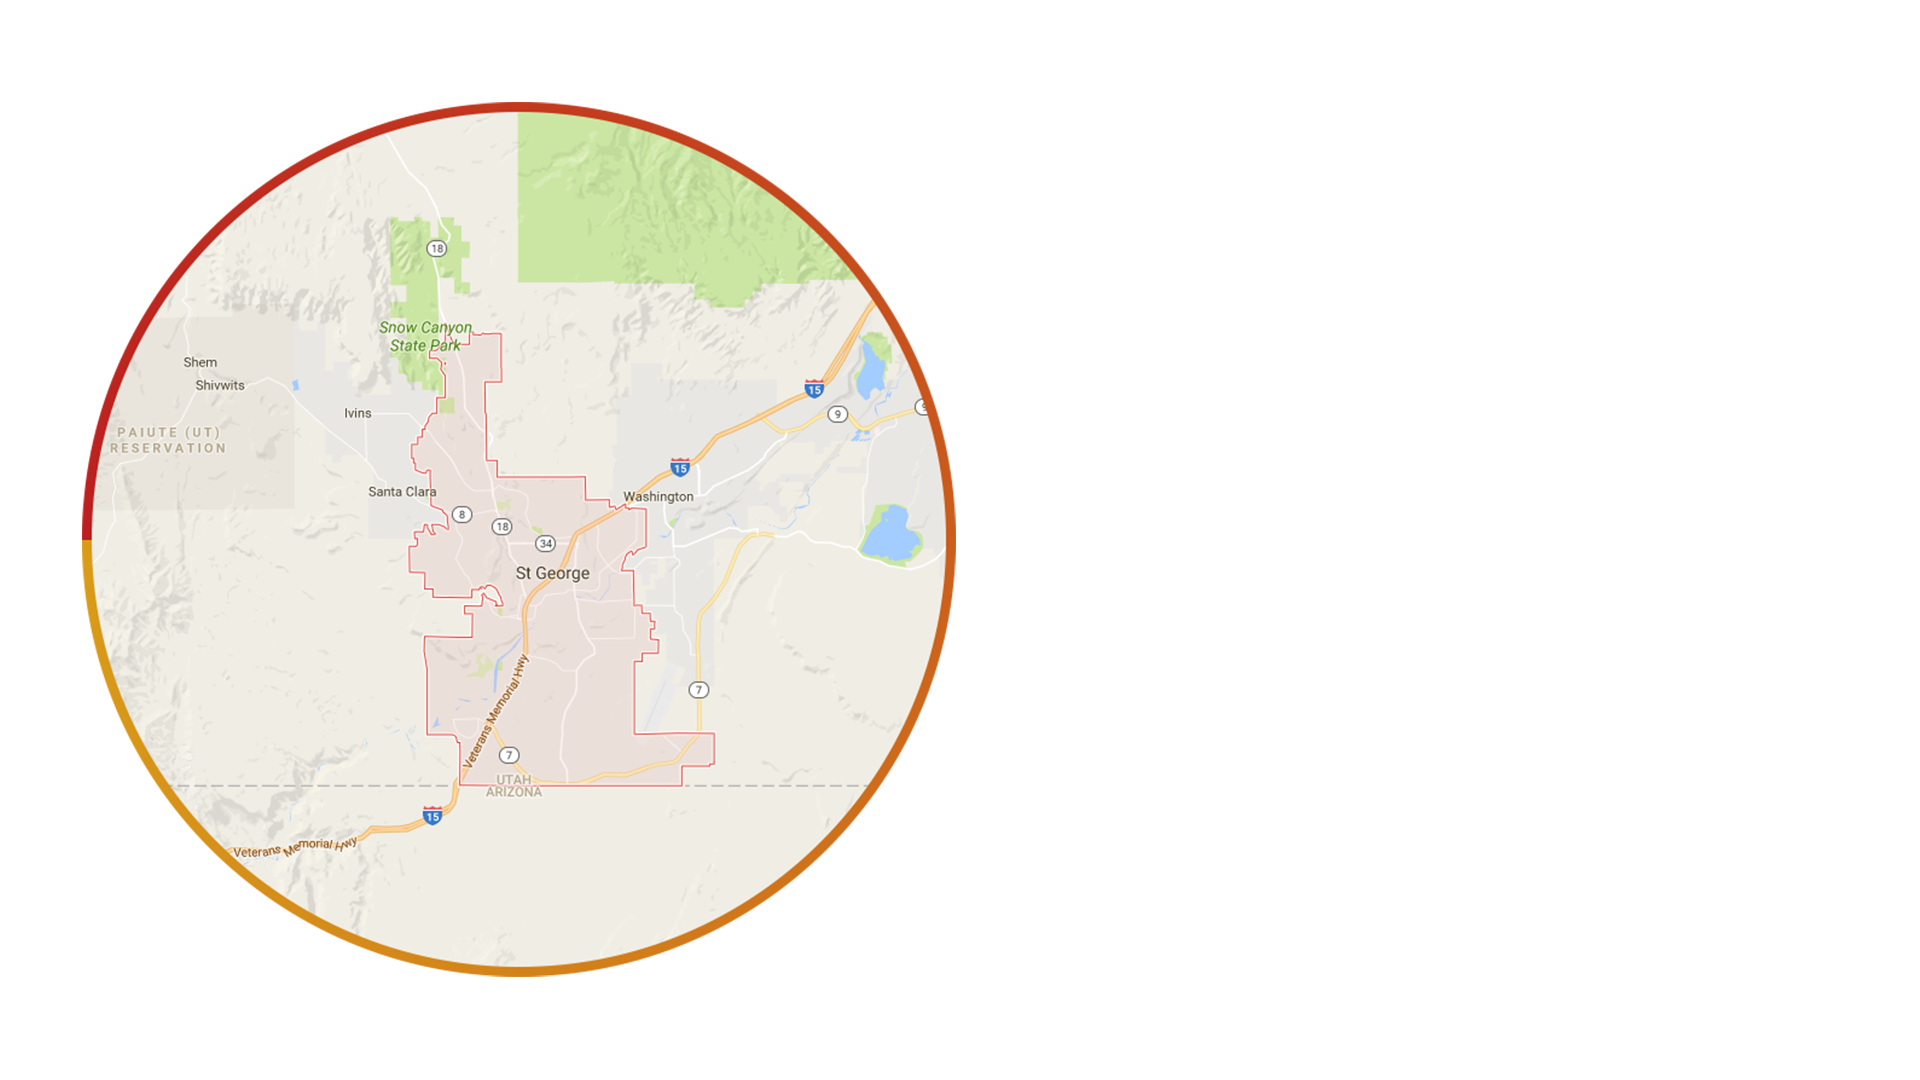 18
Snow Canyon
State Park
Shem
Shivwits
15
Ivins
9
PAIUTE (UT)
RESERVATION
15
Santa Clara
Washington
8
18
34
St George
7
Veterans Memorial Hwy
7
UTAH
ARIZONA
15
Veterans Memorial Hwy